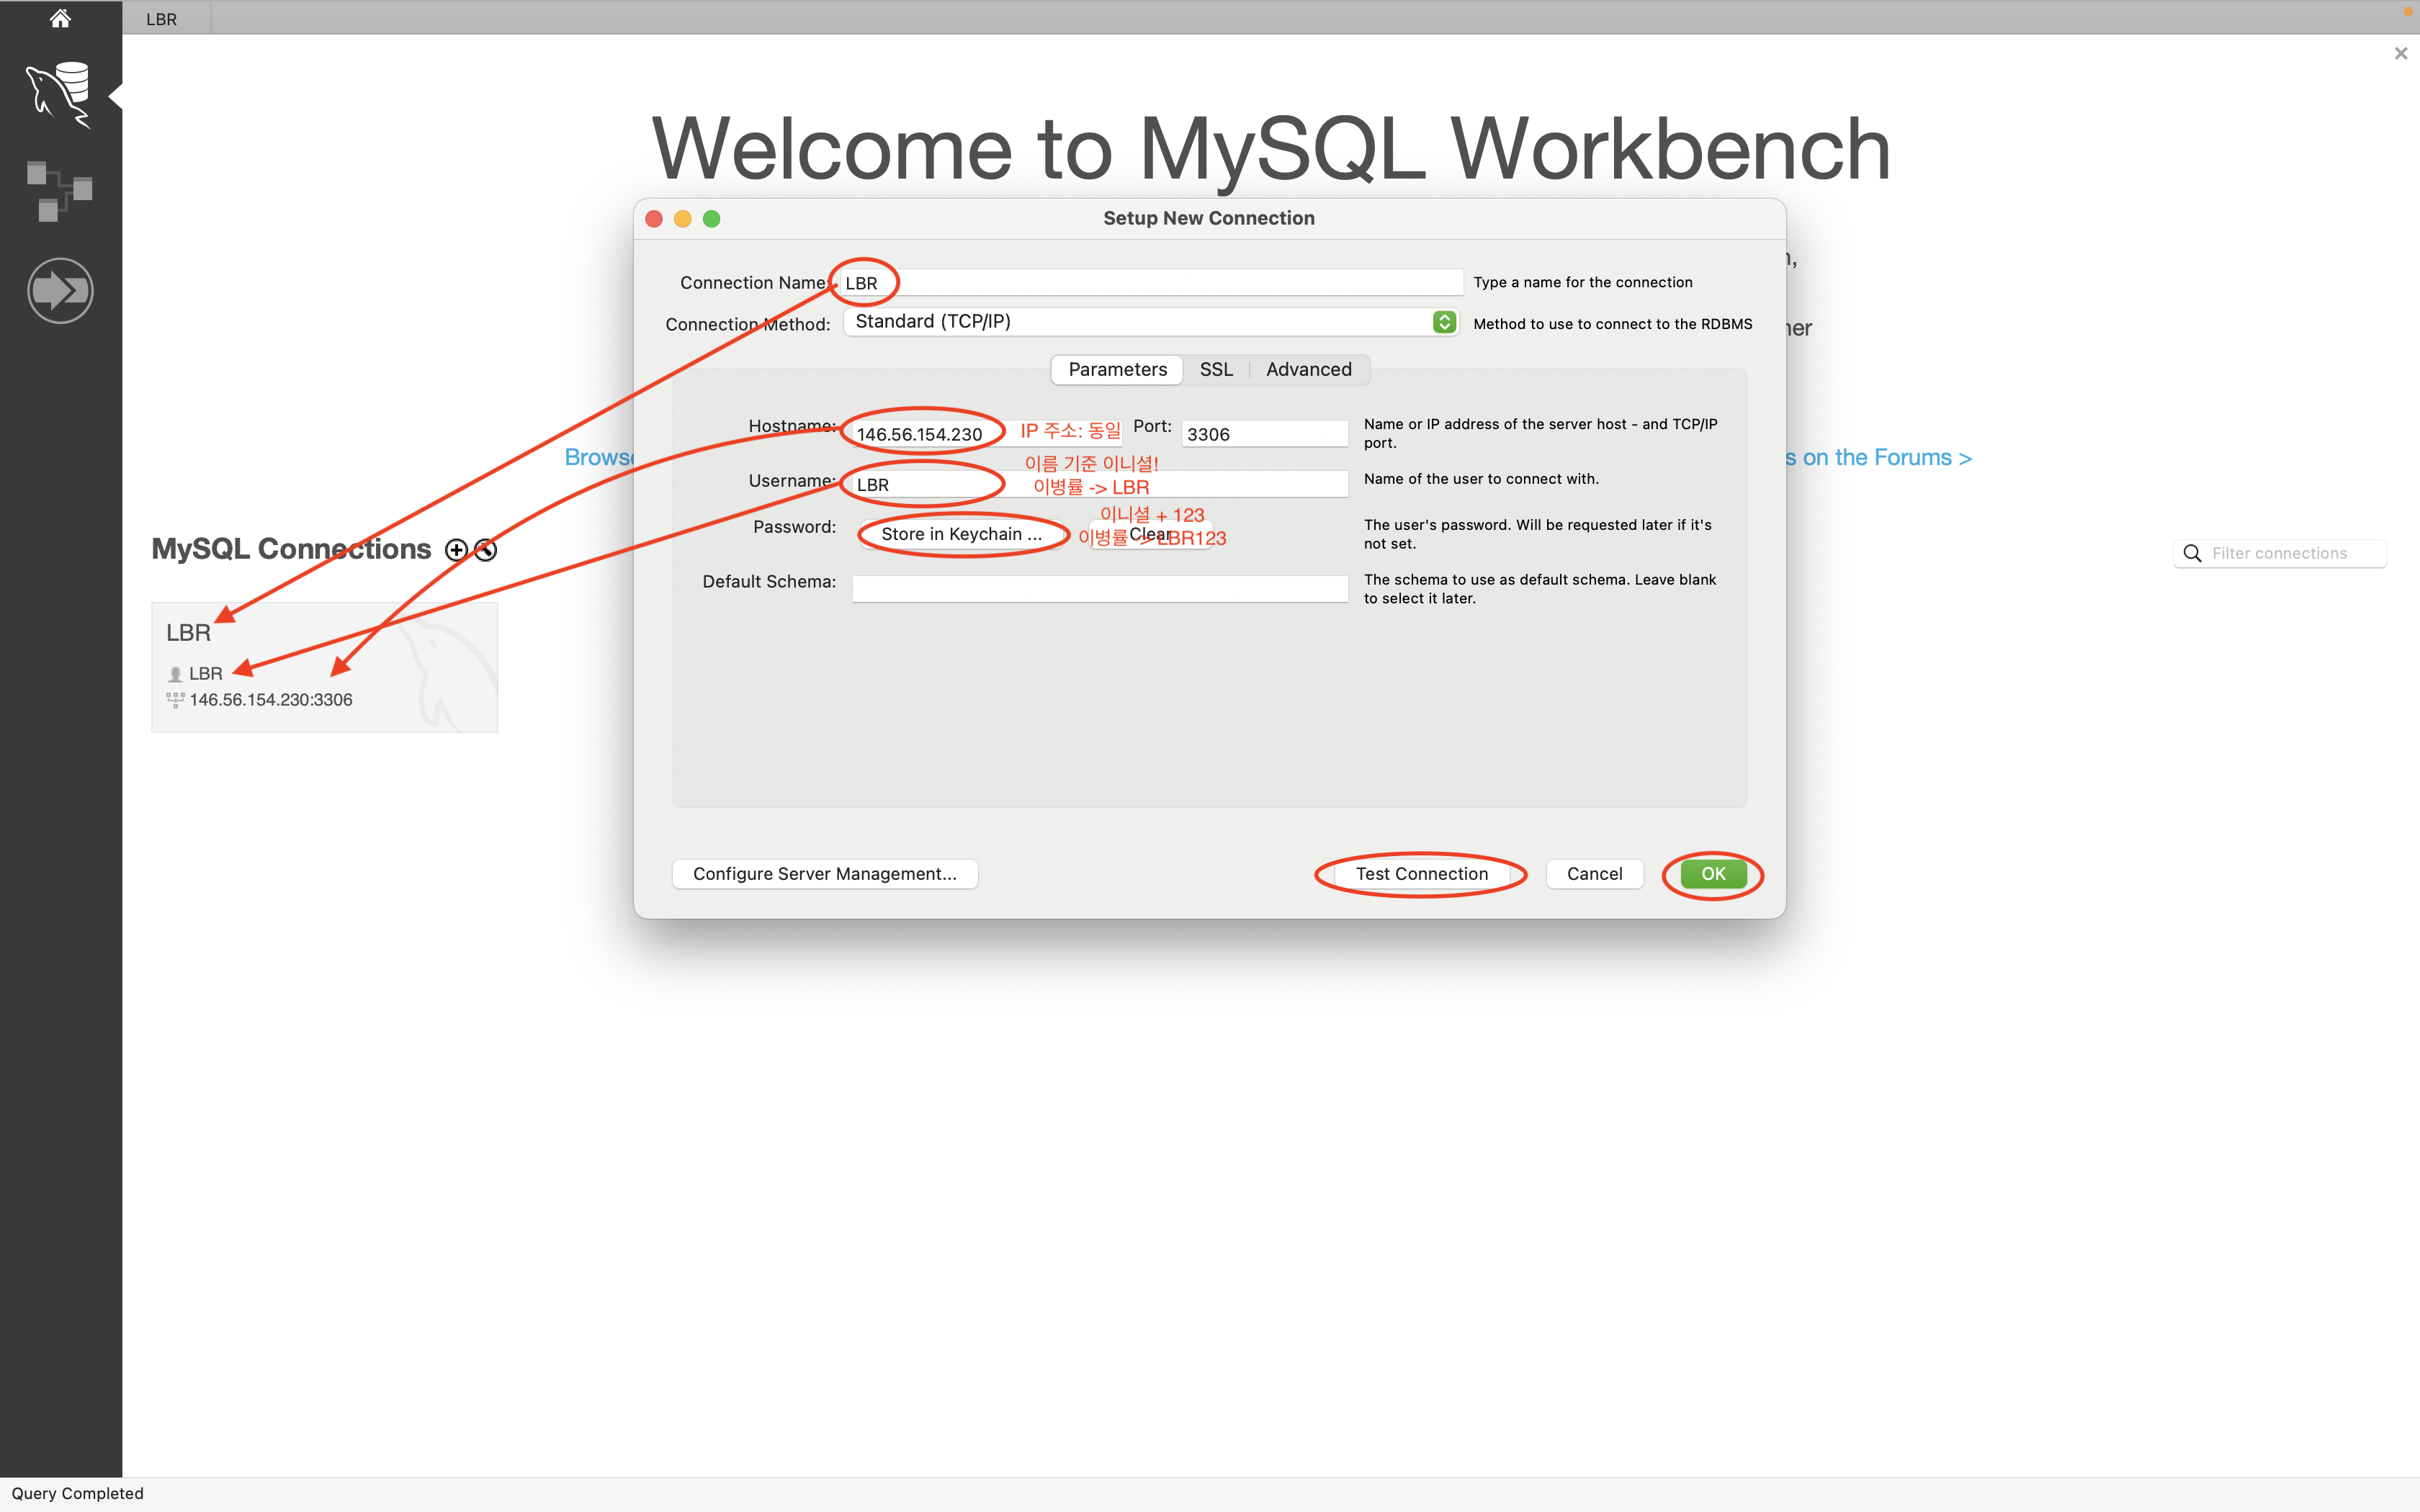 LBR
Welcome to MySQL Workbench
Setup New Connection
Connection Name: LBR Type a name for the connection
Connection Method: Standard (TCP/IP) Method to use to connect to the RDBMS
Parameters SSL Advanced
Hostname: 146.56.154.230 IP 주소: 동일 Port: 3306 Name or IP address of the server host - and TCP/IP
port.
이름 기준 이니셜!
Username: LBR 이병률 -> LBR Name of the user to connect with.
이니셜 + 123
Password: Store in Keychain ... Clear The user's password. Will be requested later if it's
이병률 -> LBR123 not set.
Default Schema: The schema to use as default schema. Leave blank
to select it later.
Configure Server Management... Test Connection Cancel OK
s on the Forums >
MySQL Connections
Filter connections
LBR
LBR
146.56.154.230:3306
Query Completed